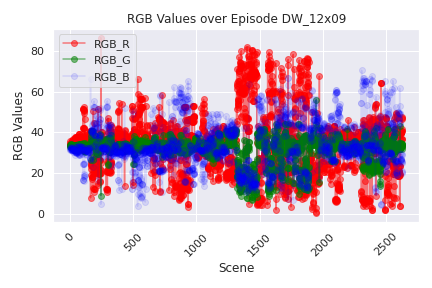 RGB Values over Episode DW_12x09
RGB_R
RGB_G
RGB_B
RGB Values
80
60
40
20
0
0
500
1000
1500
2000
2500
Scene